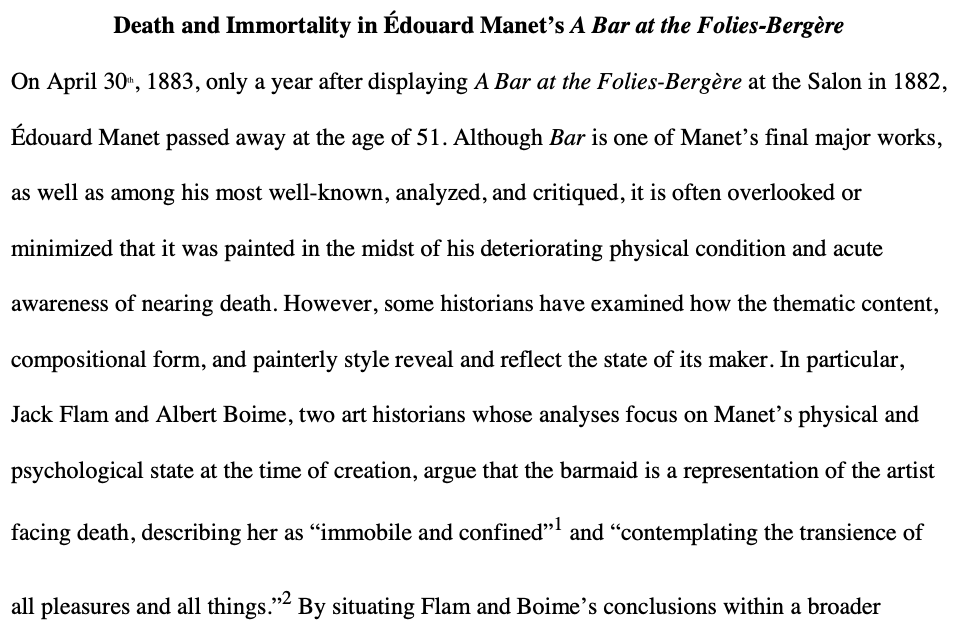 Death and Immortality in Édouard Manet’s A Bar at the Folies-Bergère
On April 30th, 1883, only a year after displaying A Bar at the Folies-Bergère at the Salon in 1882,
Édouard Manet passed away at the age of 51. Although Bar is one of Manet’s final major works,
as well as among his most well-known, analyzed, and critiqued, it is often overlooked or
minimized that it was painted in the midst of his deteriorating physical condition and acute
awareness of nearing death. However, some historians have examined how the thematic content,
compositional form, and painterly style reveal and reflect the state of its maker. In particular,
Jack Flam and Albert Boime, two art historians whose analyses focus on Manet’s physical and
psychological state at the time of creation, argue that the barmaid is a representation of the artist
facing death, describing her as “immobile and confined”1 and “contemplating the transience of
all pleasures and all things.”2 By situating Flam and Boime’s conclusions within a broader